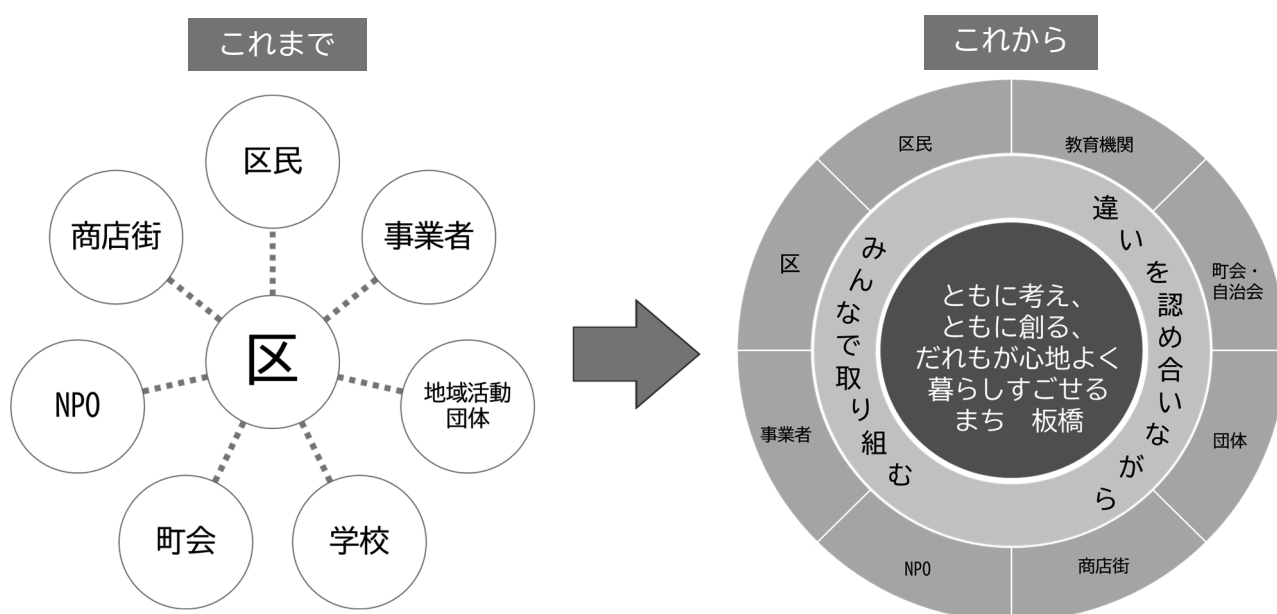 これまで
区民
事業者
地域活動
団体
学校
町会
NPO
商店街
区
これから
区民
教育機関
町会・
自治会
団体
商店街
NPO
事業者
区
違いを認め合いながら
みんなで取り組む
ともに考え、
ともに創る、
だれもが心地よく
暮らしすごせる
まち　板橋